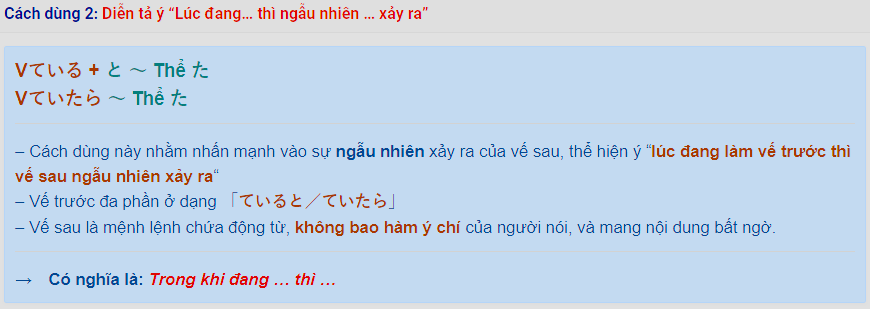 Cách dùng 2: Diễn tả ý “Lúc đang… thì ngẫu nhiên … xảy ra”
Vている + と ～ Thể た
Vていたら ～ Thể た
– Cách dùng này nhằm nhấn mạnh vào sự ngẫu nhiên xảy ra của vế sau, thể hiện ý “lúc đang làm vế trước thì
vế sau ngẫu nhiên xảy ra“
– Vế trước đa phần ở dạng 「ていると／ていたら」
– Vế sau là mệnh lệnh chứa động từ, không bao hàm ý chí của người nói, và mang nội dung bất ngờ.
→ Có nghĩa là: Trong khi đang … thì …